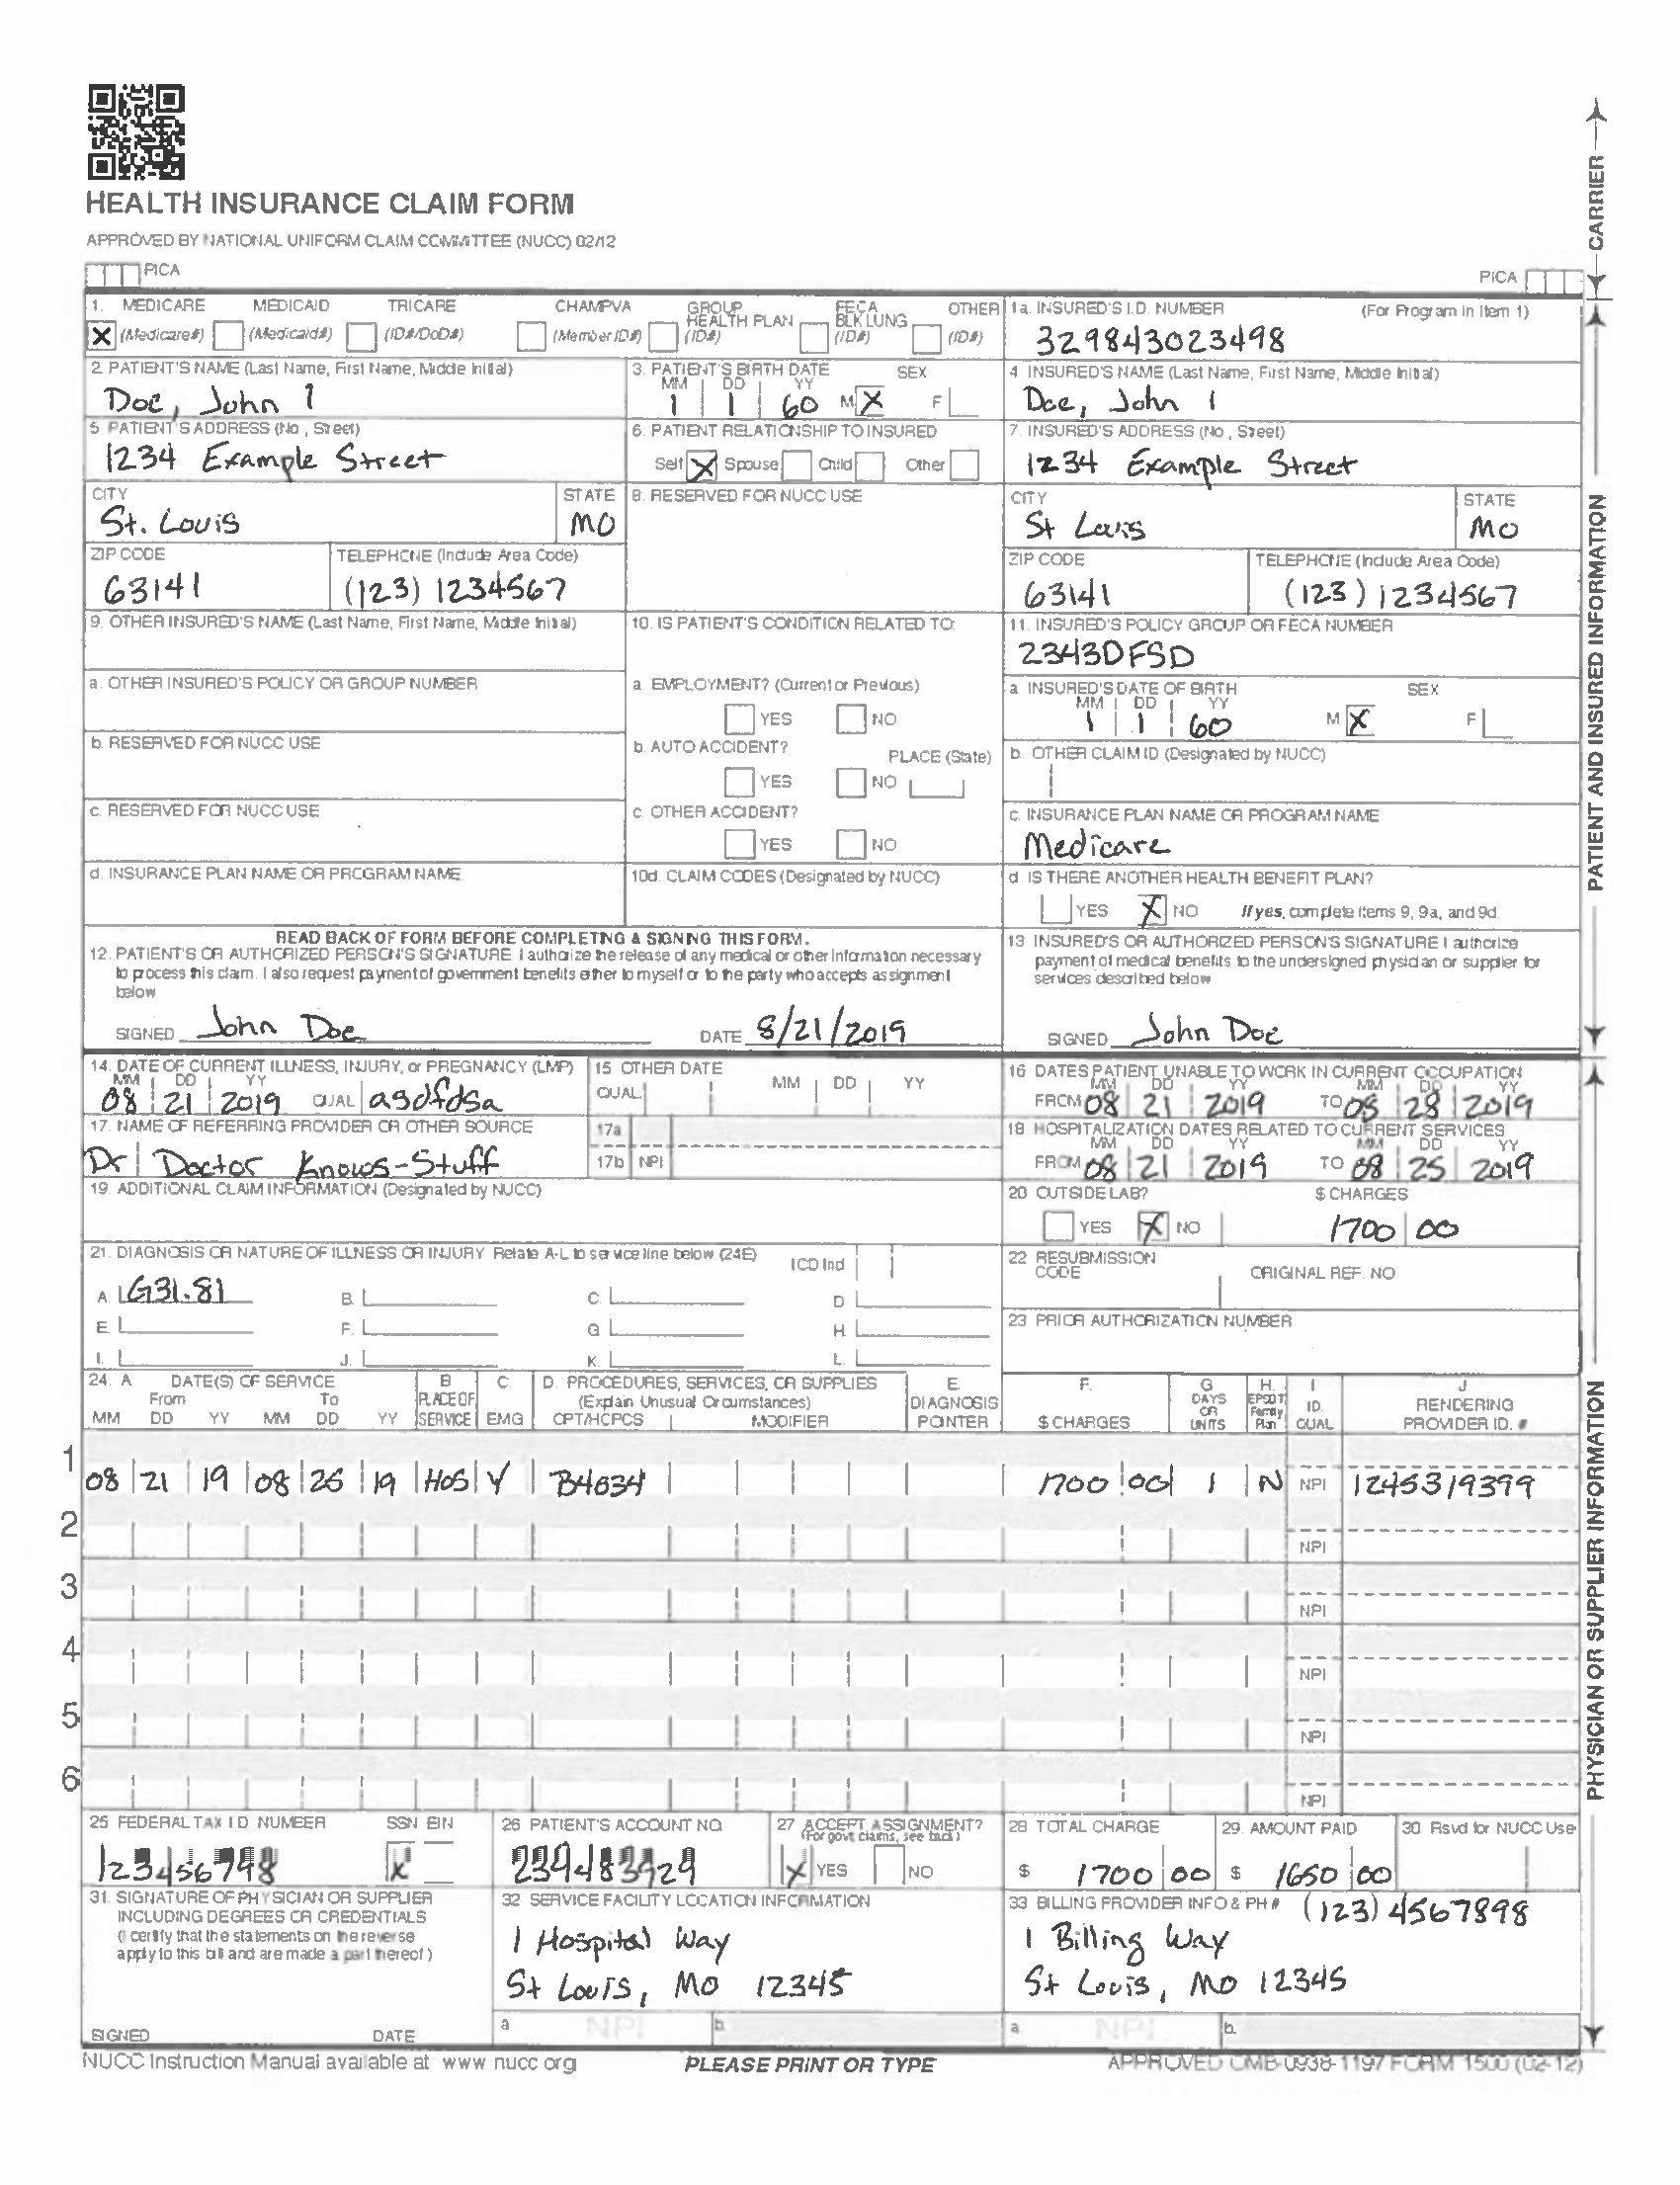 HEALTH INSURANCE CLAIM FORM
APPROVED BY NATIONAL UNIFORM CLAIM COMMITTEE (NUCC) 02/12
PICA
PICA
CARRIER
1. MEDICARE MEDICAID TRICARE CHAMPVA GROUP HEALTH PLAN FECA BLK LUNG OTHER
X (Medicare#) (Medicaid#) (ID#/DoD#) (Member ID#) (ID#) (ID#) (ID#)
1a. INSURED'S I.D. NUMBER (For Program in Item 1)
329843023498
2. PATIENT'S NAME (Last Name, First Name, Middle Initial)
Doe, John 1
3. PATIENT'S BIRTH DATE SEX
MM DD YY
1 1 60 M X F
4. INSURED'S NAME (Last Name, First Name, Middle Initial)
Doe, John 1
5. PATIENT'S ADDRESS (No., Street)
1234 Example Street
6. PATIENT RELATIONSHIP TO INSURED
Self X Spouse Child Other
7. INSURED'S ADDRESS (No., Street)
1234 Example Street
CITY STATE
St. Louis MO
8. RESERVED FOR NUCC USE
CITY STATE
St Louis MO
ZIP CODE TELEPHONE (Include Area Code)
63141 (123) 1234567
ZIP CODE TELEPHONE (Include Area Code)
63141 (123) 1234567
9. OTHER INSURED'S NAME (Last Name, First Name, Middle Initial)
10. IS PATIENT'S CONDITION RELATED TO:
11. INSURED'S POLICY GROUP OR FECA NUMBER
2343DFSD
a. OTHER INSURED'S POLICY OR GROUP NUMBER
a. EMPLOYMENT? (Current or Previous)
YES NO
a. INSURED'S DATE OF BIRTH SEX
MM DD YY
1 1 60 M X F
b. RESERVED FOR NUCC USE
b. AUTO ACCIDENT? PLACE (State)
YES NO
b. OTHER CLAIM ID (Designated by NUCC)
c. RESERVED FOR NUCC USE
c. OTHER ACCIDENT?
YES NO
c. INSURANCE PLAN NAME OR PROGRAM NAME
Medicare
d. INSURANCE PLAN NAME OR PROGRAM NAME
10d. CLAIM CODES (Designated by NUCC)
d. IS THERE ANOTHER HEALTH BENEFIT PLAN?
YES X NO If yes, complete items 9, 9a, and 9d.
READ BACK OF FORM BEFORE COMPLETING & SIGNING THIS FORM.
12. PATIENT'S OR AUTHORIZED PERSON'S SIGNATURE I authorize the release of any medical or other information necessary
to process this claim. I also request payment of government benefits either to myself or to the party who accepts assignment
below
SIGNED John Doe DATE 8/21/2019
13 INSURED'S OR AUTHORIZED PERSON'S SIGNATURE I authorize
payment of medical benefits to the undersigned physician or supplier for
services described below
SIGNED John Doe
PATIENT AND INSURED INFORMATION
14. DATE OF CURRENT ILLNESS, INJURY, or PREGNANCY (LMP)
MM DD YY
08 21 2019 QUAL asdfdsa
15 OTHER DATE
QUAL MM DD YY
16 DATES PATIENT UNABLE TO WORK IN CURRENT OCCUPATION
MM DD YY MM DD YY
FROM 08 21 2019 TO 08 28 2019
17. NAME OF REFERRING PROVIDER OR OTHER SOURCE
Dr Doctor Knows-Stuff
17a
17b NPI
18 HOSPITALIZATION DATES RELATED TO CURRENT SERVICES
MM DD YY MM DD YY
FROM 08 21 2019 TO 08 25 2019
19. ADDITIONAL CLAIM INFORMATION (Designated by NUCC)
20 OUTSIDE LAB? $ CHARGES
YES X NO 1700 00
21. DIAGNOSIS OR NATURE OF ILLNESS OR INJURY Relate A-L to service line below (24E) ICD Ind
A. G31.81 B. C. D.
E. F. G. H.
I. J. K. L.
22 RESUBMISSION CODE ORIGINAL REF. NO
23 PRIOR AUTHORIZATION NUMBER
24. A DATE(S) OF SERVICE B C. D. PROCEDURES, SERVICES, OR SUPPLIES E. F. G H. I J
From To PLACE OF SERVICE EMG (Explain Unusual Circumstances) DIAGNOSIS POINTER $ CHARGES DAYS OR UNITS EPSDT Family Plan ID. QUAL RENDERING PROVIDER ID. #
MM DD YY MM DD YY CPT/HCPCS MODIFIER
1 08 21 19 08 25 19 HOS Y B4034 1700 00 1 N NPI 1245319399
2 NPI
3 NPI
4 NPI
5 NPI
6 NPI
25 FEDERAL TAX I D NUMBER SSN EIN
123456798 X
26 PATIENT'S ACCOUNT NO.
239483929
27 ACCEPT ASSIGNMENT?
(For govt. claims, see back)
X YES NO
28 TOTAL CHARGE
$ 1700 00
29. AMOUNT PAID
$ 1650 00
30 Rsvd for NUCC Use
31. SIGNATURE OF PHYSICIAN OR SUPPLIER
INCLUDING DEGREES OR CREDENTIALS
(I certify that the statements on the reverse
apply to this bill and are made a part thereof.)
SIGNED DATE
32 SERVICE FACILITY LOCATION INFORMATION
1 Hospital Way
St Louis, MO 12345
a NPI b.
33 BILLING PROVIDER INFO & PH # (123) 4567898
1 Billing Way
St Louis, MO 12345
a. NPI b.
PHYSICIAN OR SUPPLIER INFORMATION
NUCC Instruction Manual available at www nucc org
PLEASE PRINT OR TYPE
APPROVED OMB-0938-1197 FORM 1500 (02-12)